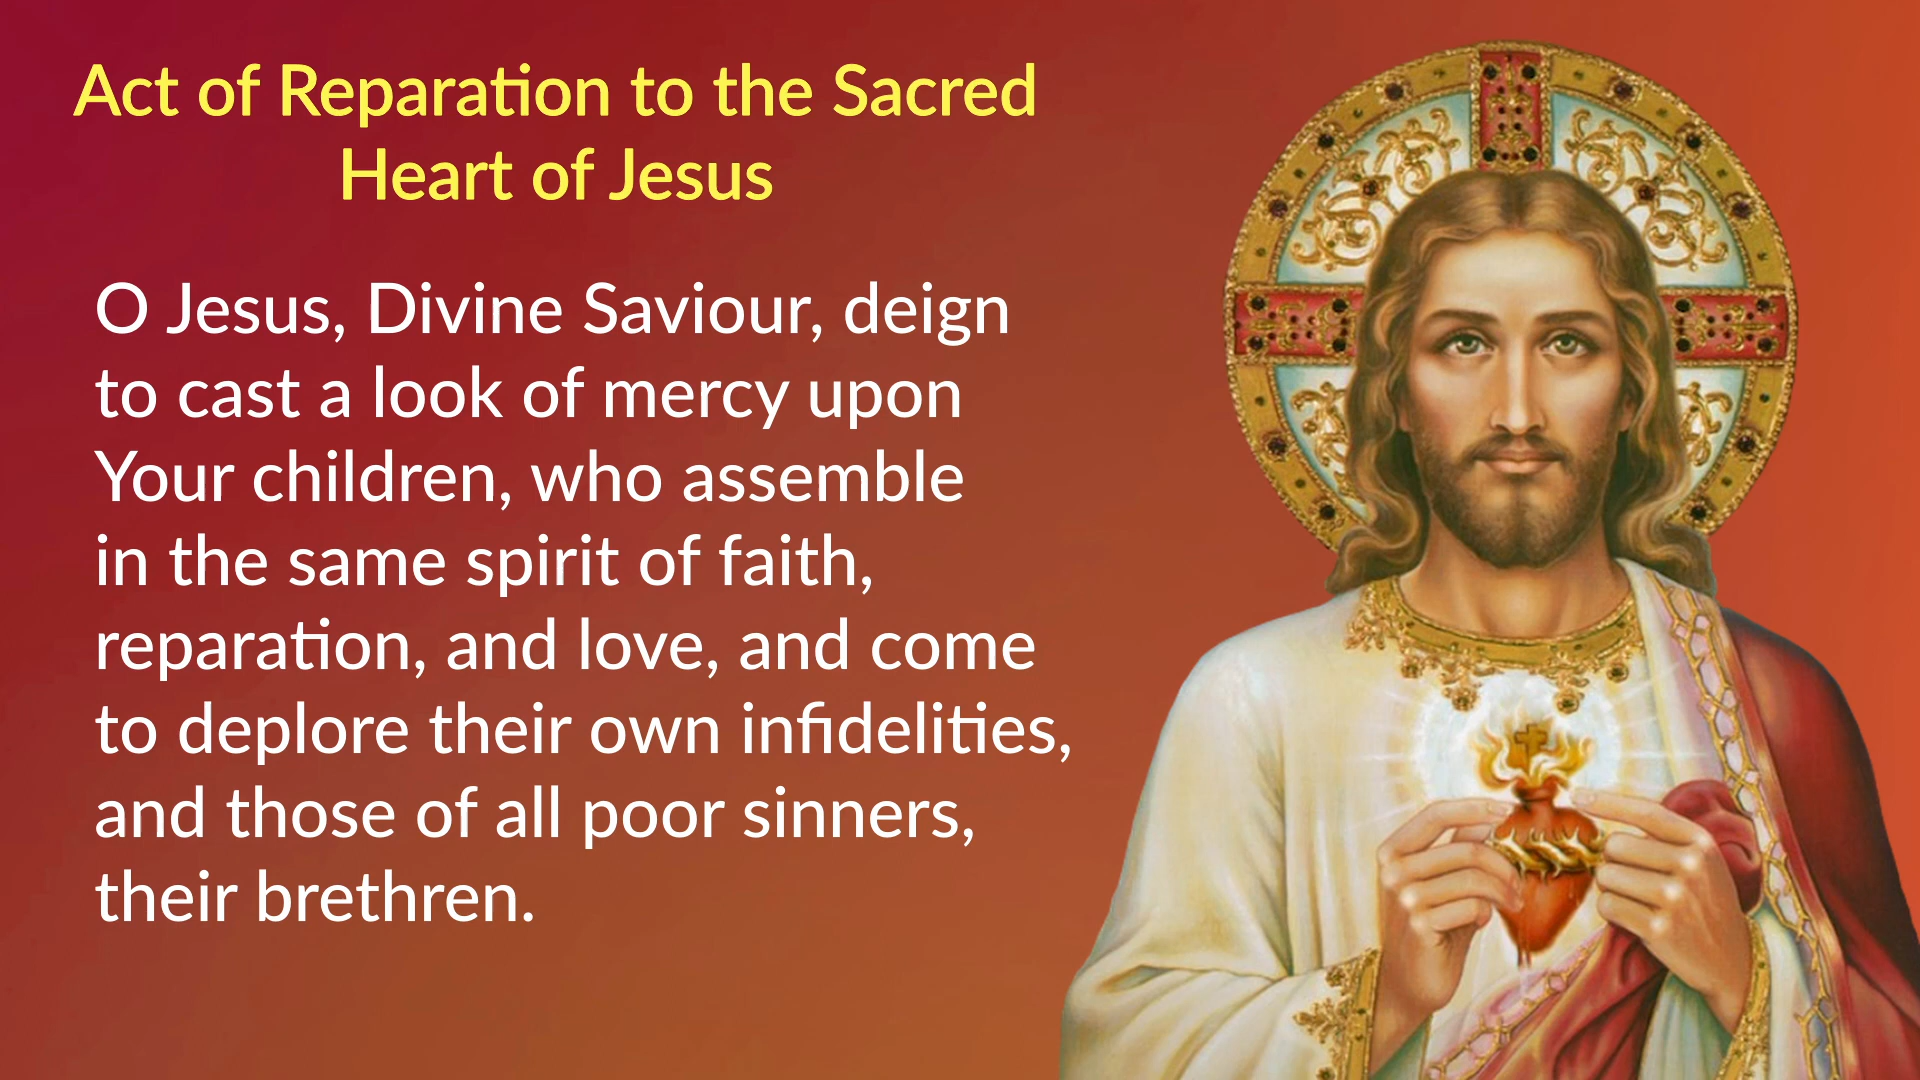 Act of Reparation to the Sacred
Heart of Jesus
O Jesus, Divine Saviour, deign
to cast a look of mercy upon
Your children, who assemble
in the same spirit of faith,
reparation, and love, and come
to deplore their own infidelities,
and those of all poor sinners,
their brethren.